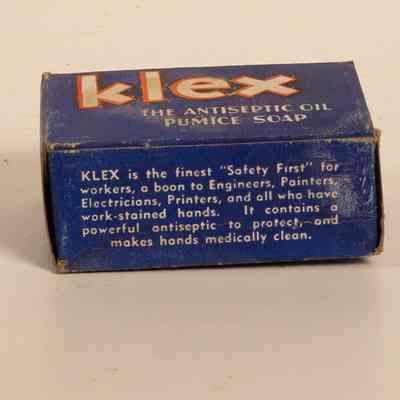 klex
THE ANTISEPTIC OIL
PUMICE SOAP
KLEX is the finest "Safety First" for
workers, a boon to Engineers, Painters,
Electricians, Printers, and all who have
work-stained hands. It contains a
powerful antiseptic to protect, and
makes hands medically clean.